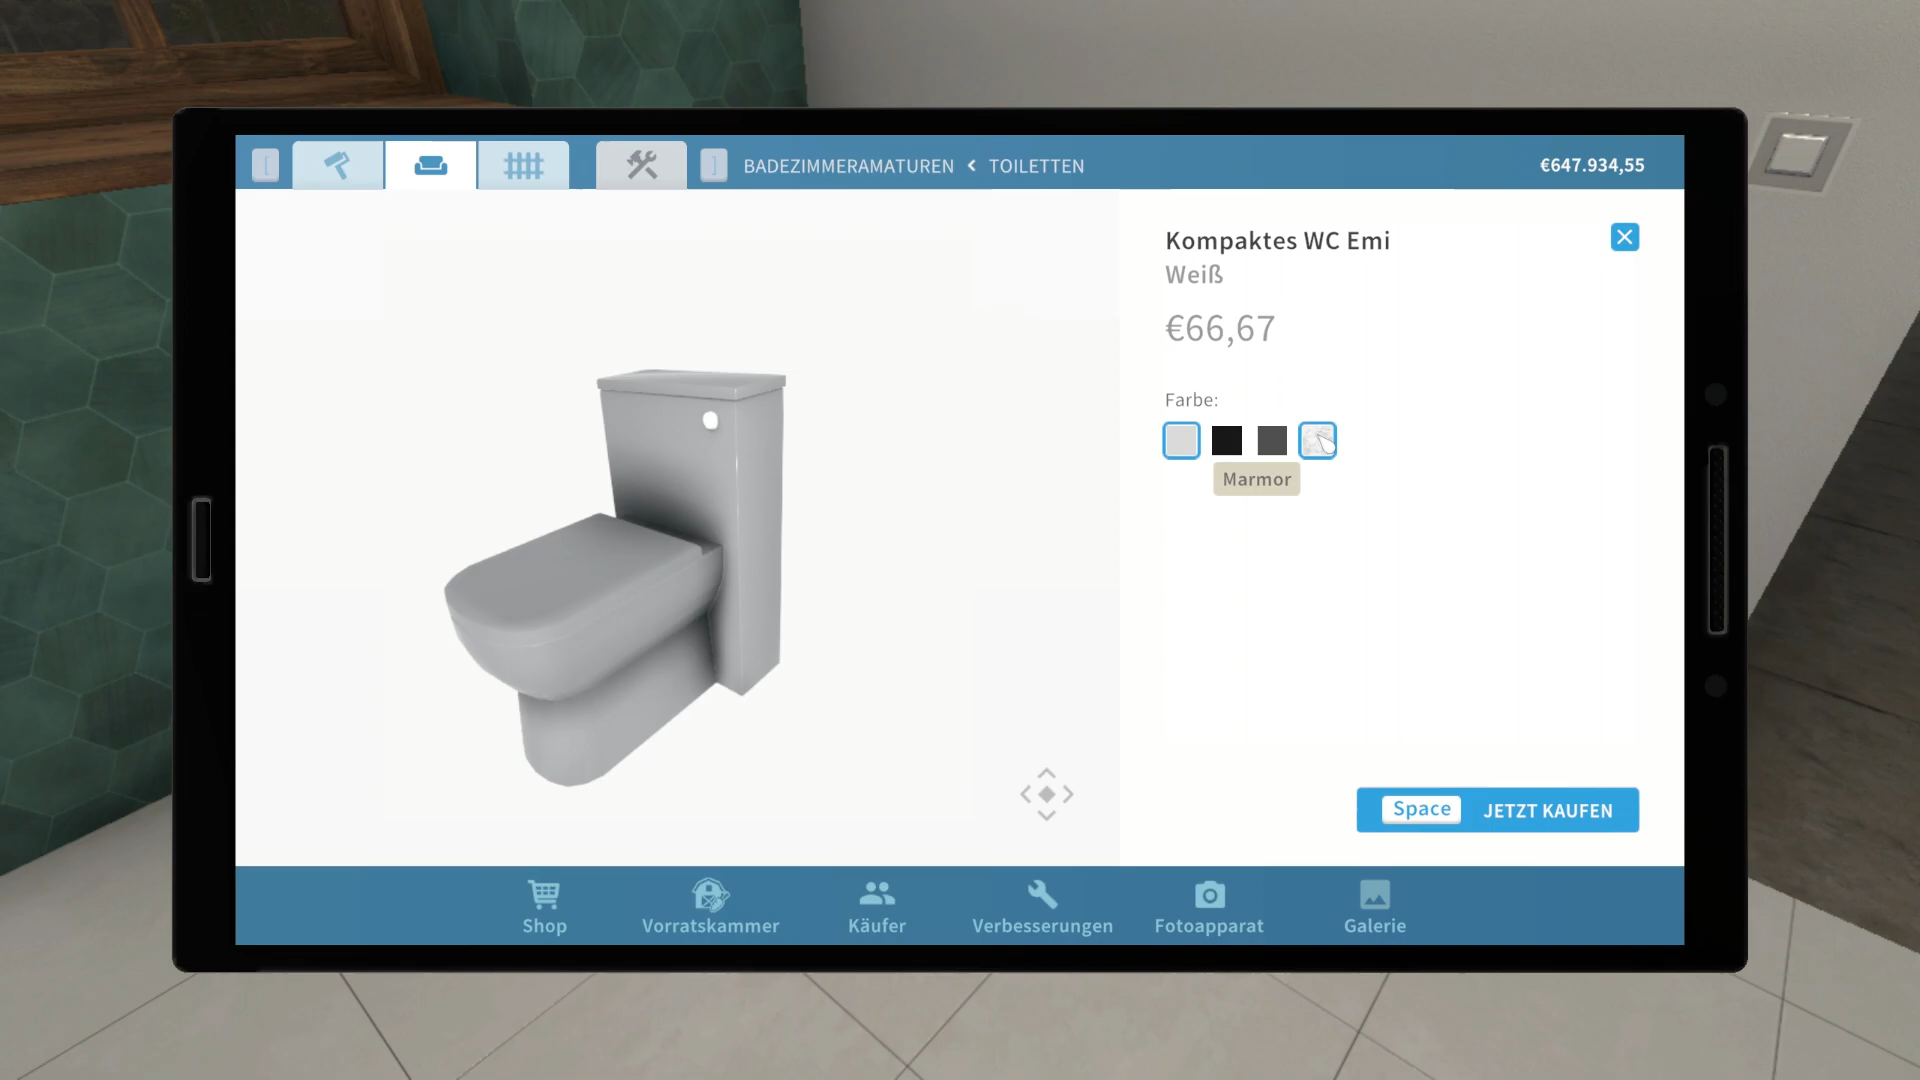 [
]
BADEZIMMERAMATUREN < TOILETTEN
€647.934,55
Kompaktes WC Emi
Weiß
€66,67
Farbe:
Marmor
Space JETZT KAUFEN
Shop
Vorratskammer
Käufer
Verbesserungen
Fotoapparat
Galerie